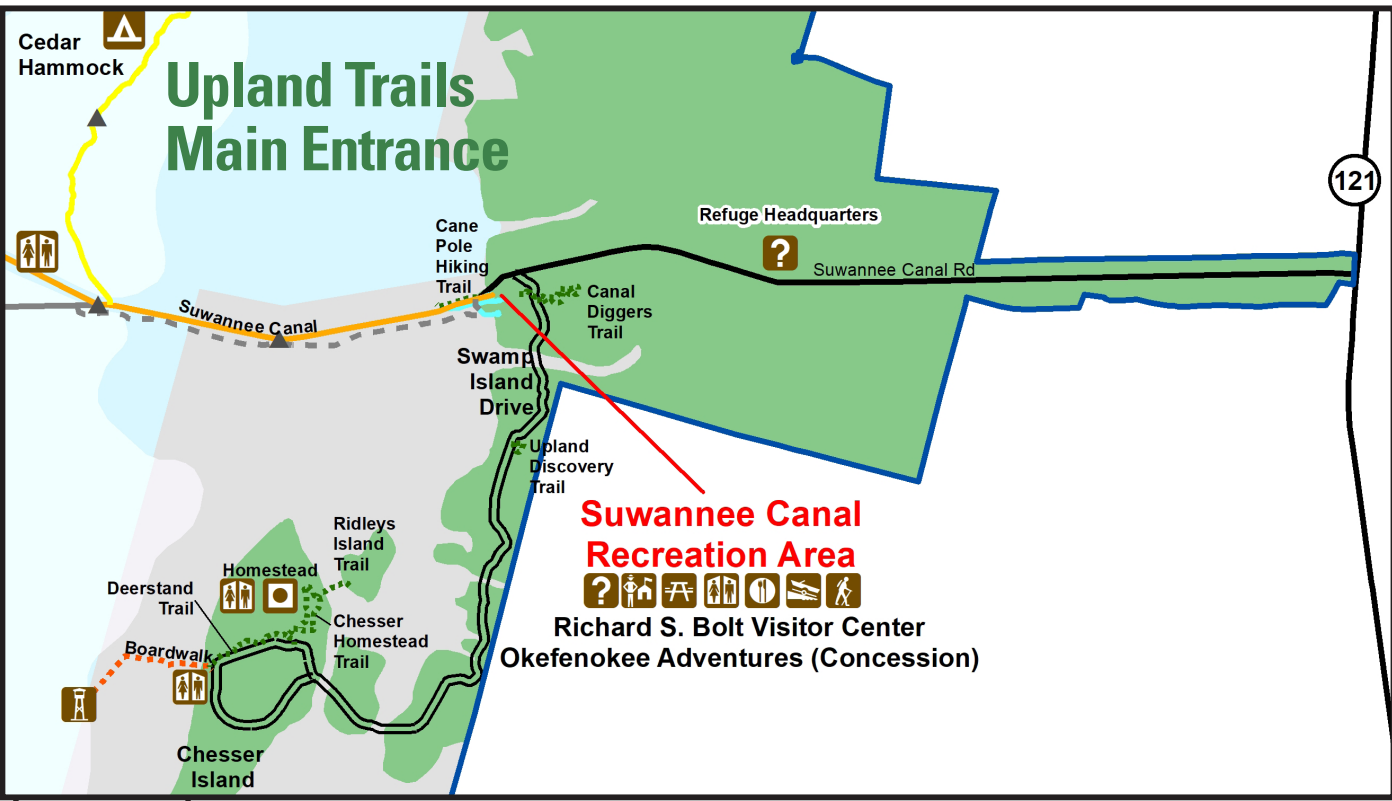 Cedar
Hammock
Upland Trails
Main Entrance
121
Refuge Headquarters
?
Suwannee Canal Rd
Cane
Pole
Hiking
Trail
Canal
Diggers
Trail
Suwannee Canal
Swamp
Island
Drive
Upland
Discovery
Trail
Suwannee Canal
Recreation Area
?
Richard S. Bolt Visitor Center
Okefenokee Adventures (Concession)
Ridleys
Island
Trail
Homestead
Deerstand
Trail
Chesser
Homestead
Trail
Boardwalk
Chesser
Island